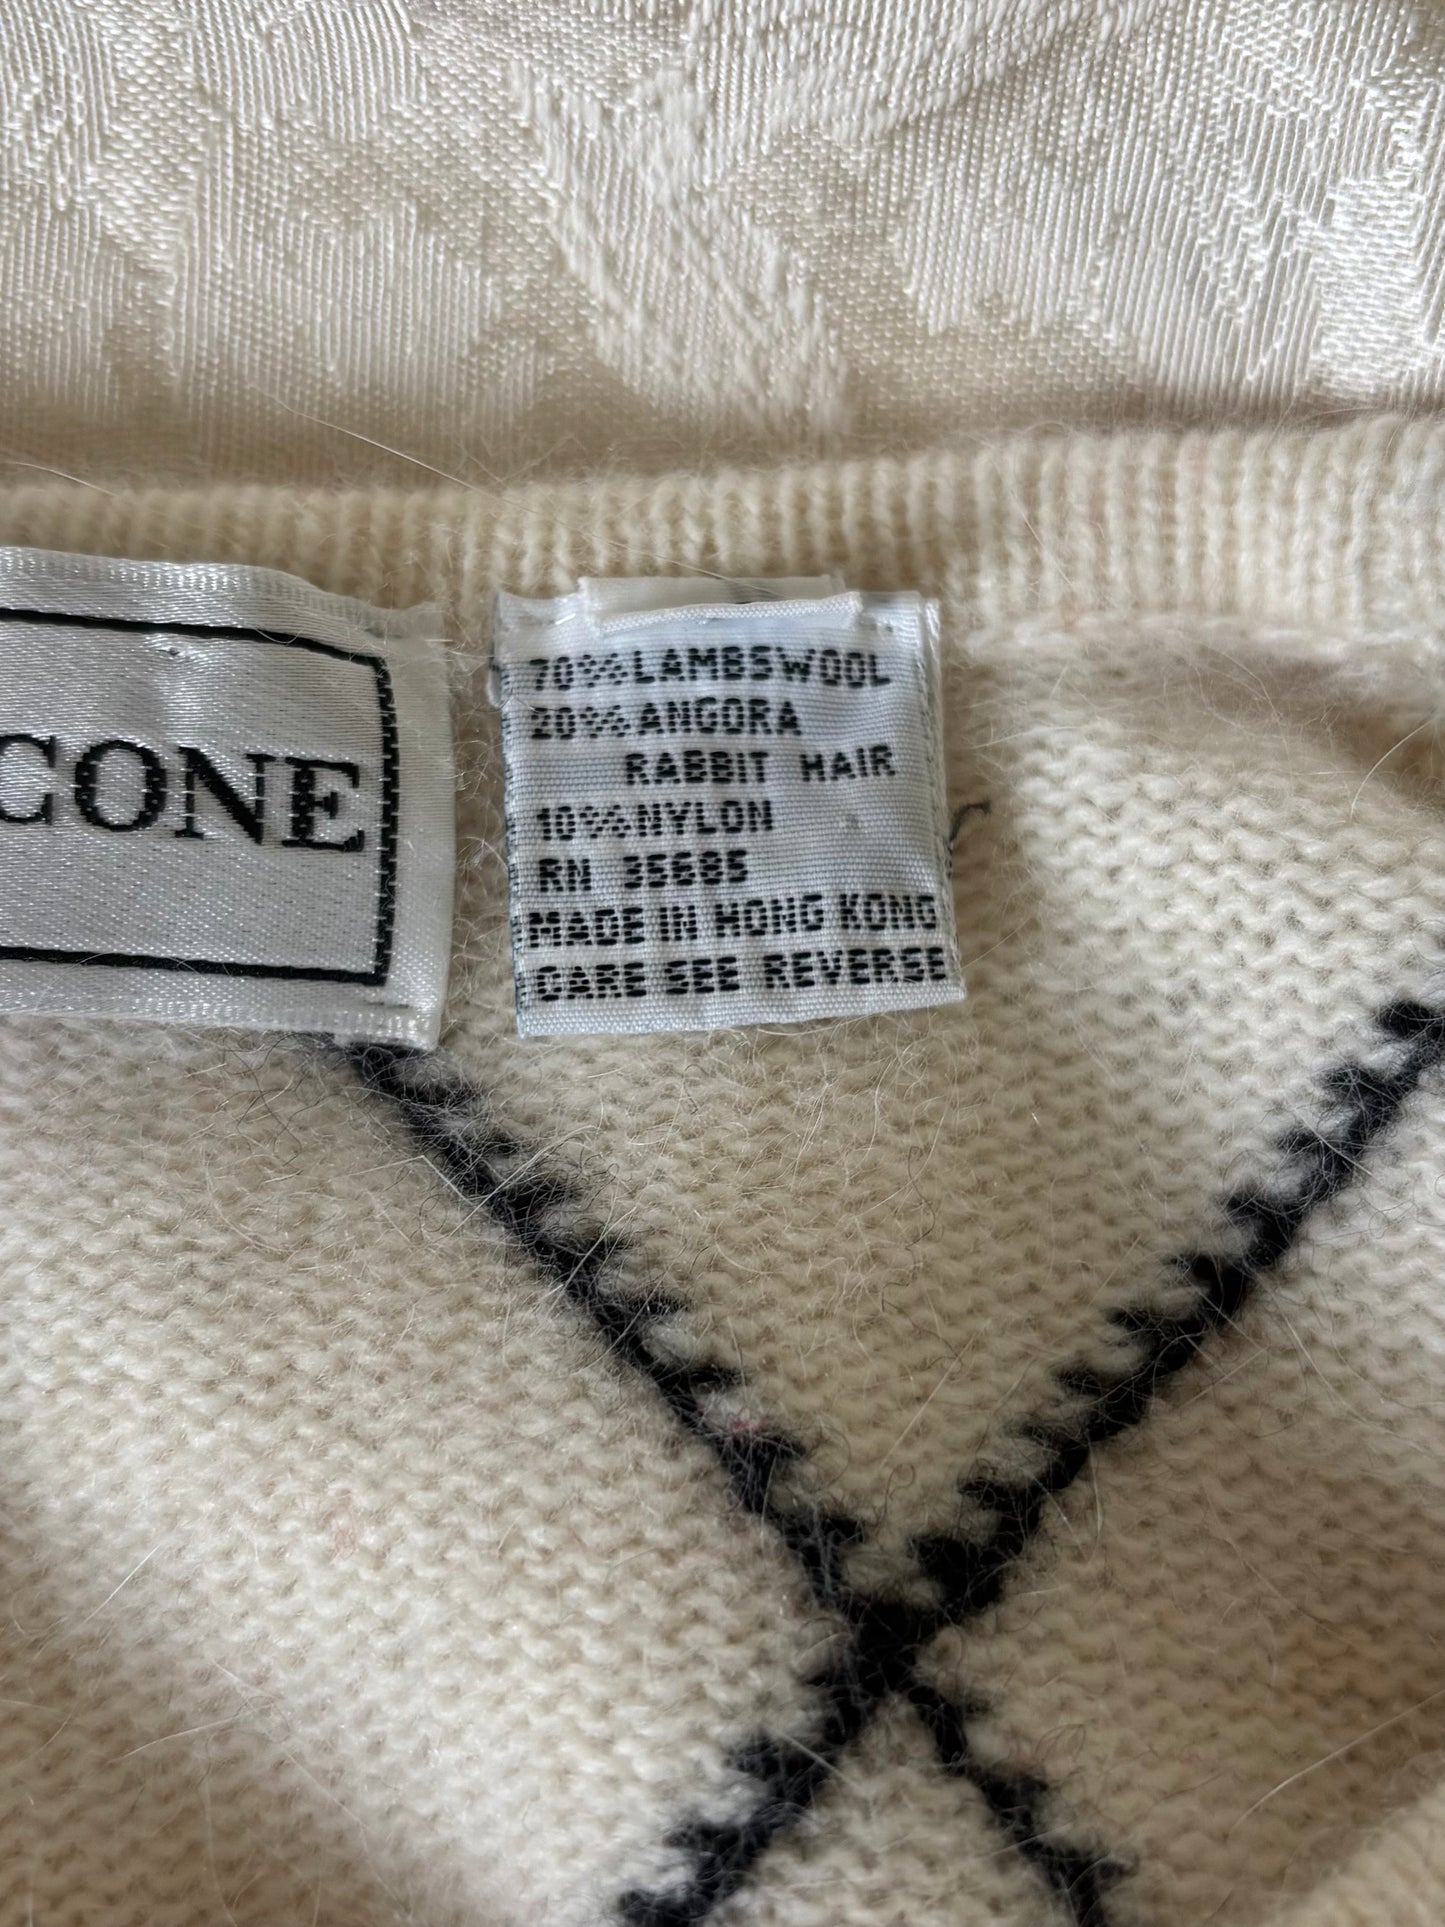 CONE
70% LAMBSWOOL
20% ANGORA
RABBIT HAIR
10% NYLON
RN 35685
MADE IN HONG KONG
CARE SEE REVERSE